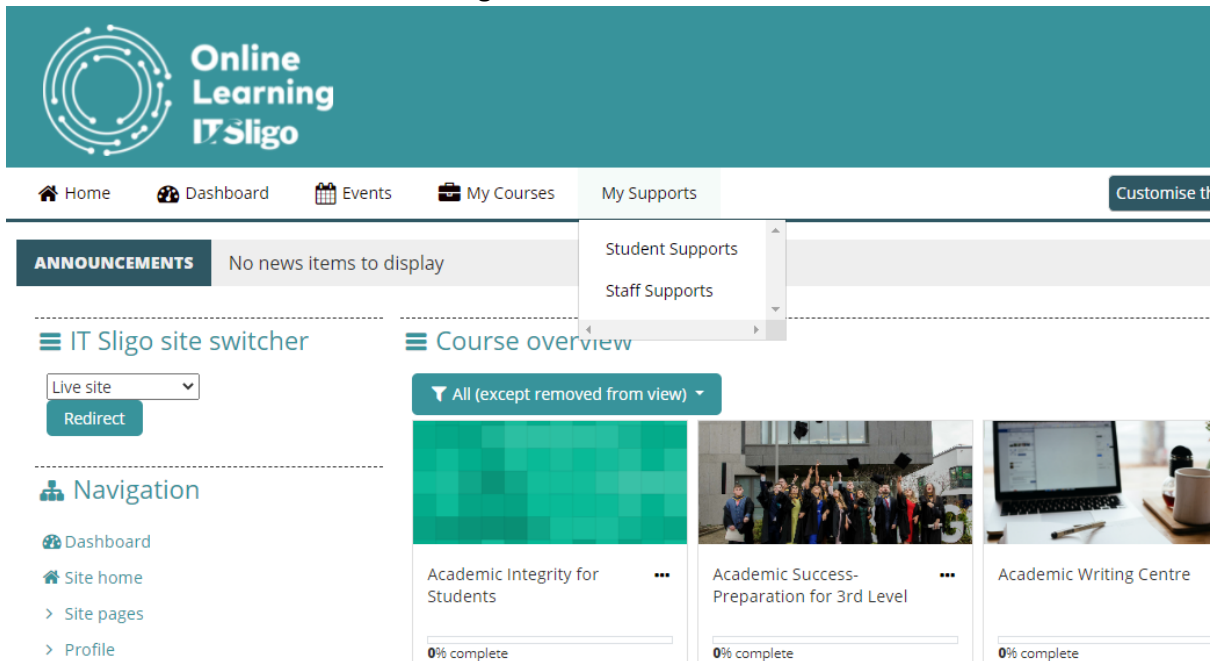 Online
Learning
IT Sligo
Home Dashboard Events My Courses My Supports Customise th
Student Supports
Staff Supports
ANNOUNCEMENTS No news items to display
IT Sligo site switcher
Live site
Redirect
Navigation
Dashboard
Site home
Site pages
Profile
Course overview
All (except removed from view)
Academic Integrity for
Students
0% complete
Academic Success-
Preparation for 3rd Level
0% complete
Academic Writing Centre
0% complete